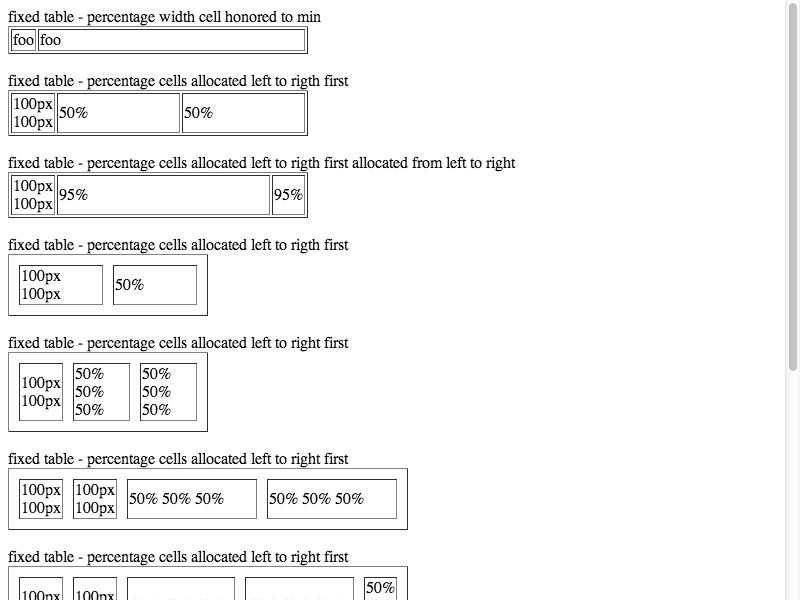 fixed table - percentage width cell honored to min
foo foo
fixed table - percentage cells allocated left to rigth first
100px
100px
50%
50%
fixed table - percentage cells allocated left to rigth first allocated from left to right
100px
100px
95%
95%
fixed table - percentage cells allocated left to rigth first
100px
100px
50%
fixed table - percentage cells allocated left to right first
100px
100px
50%
50%
50%
50%
50%
50%
fixed table - percentage cells allocated left to right first
100px
100px
100px
100px
50% 50% 50%
50% 50% 50%
fixed table - percentage cells allocated left to right first
100px
100px
50%